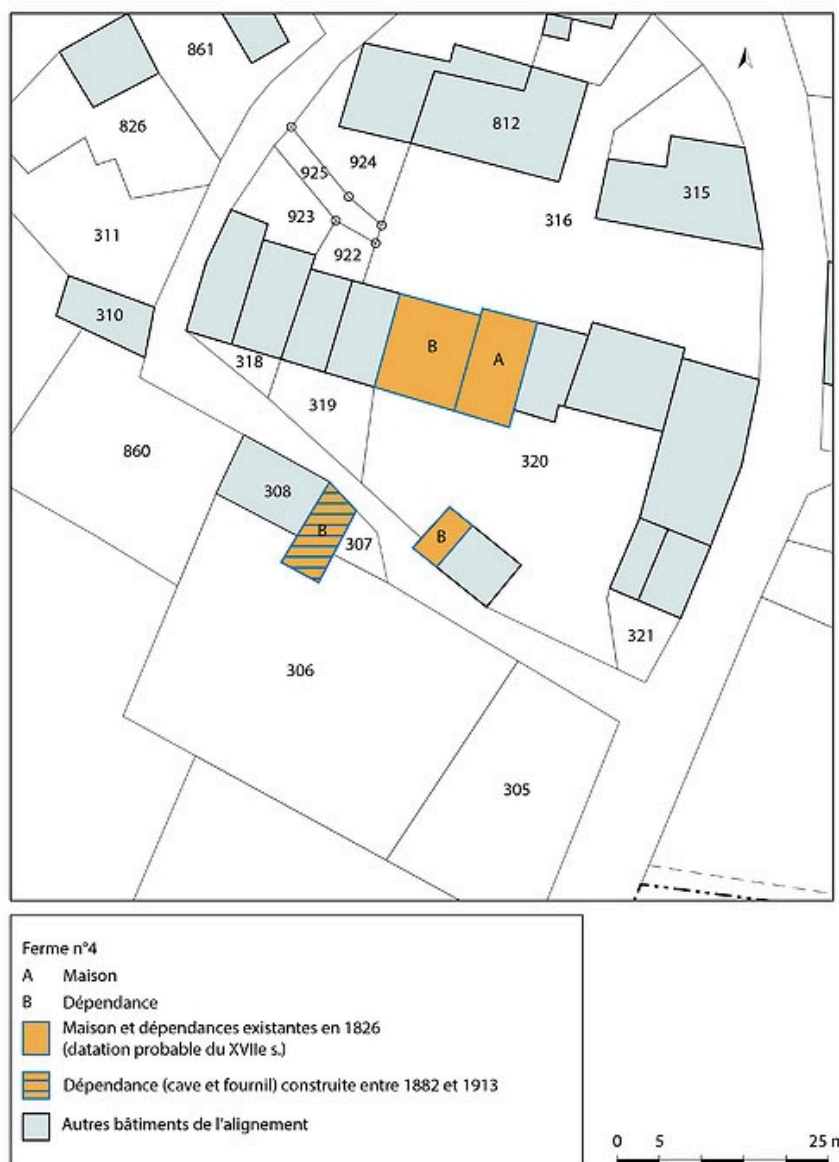 861
826
812
924
925
315
923
316
311
922
310
B
A
318
319
860
320
308
B
B
307
321
306
305
Ferme n°4
A Maison
B Dépendance
Maison et dépendances existantes en 1826
(datation probable du XVIIe s.)
Dépendance (cave et fournil) construite entre 1882 et 1913
Autres bâtiments de l'alignement
0 5 25 m